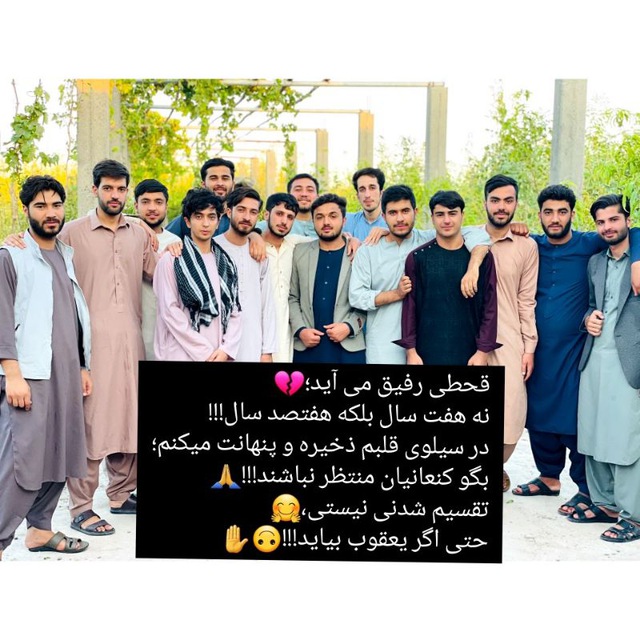 قحطی رفیق می آید؛💔
نه هفت سال بلکه هفتصد سال!!!
در سیلوی قلبم ذخیره و پنهانت میکنم؛
بگو کنعانیان منتظر نباشند!!!🙏
تقسیم شدنی نیستی،🤗
حتی اگر یعقوب بیاید!!!🙃✋